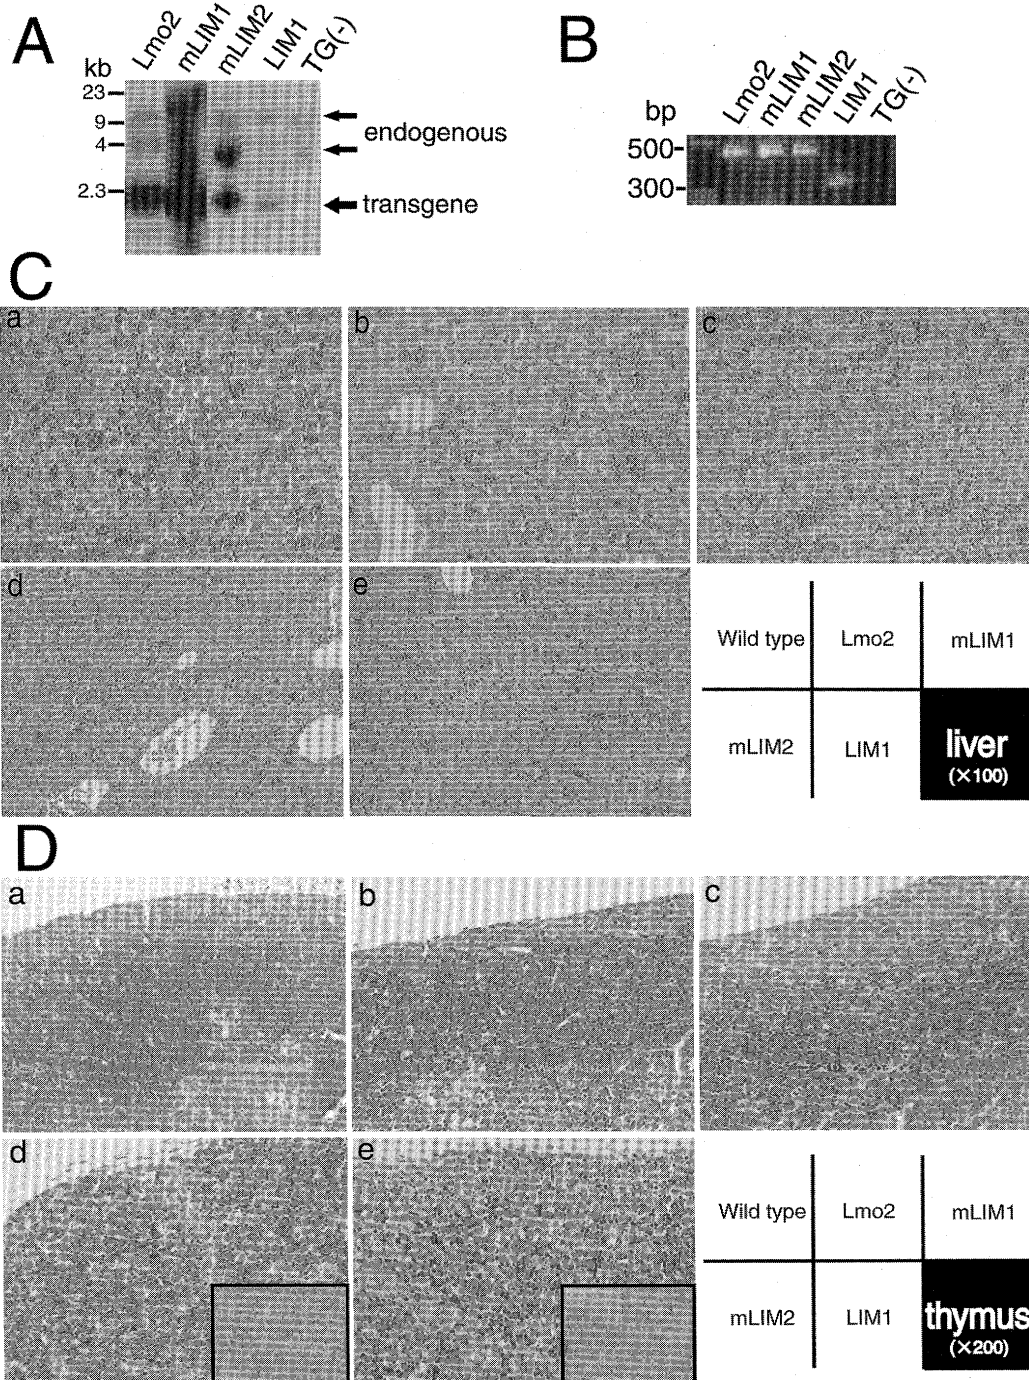 A
Lmo2 mLIM1 mLIM2 LIM1 TG(-)
kb
23
9
4
2.3
endogenous
transgene
B
Lmo2 mLIM1 mLIM2 LIM1 TG(-)
bp
500
300
C
a
b
c
d
e
Wild type Lmo2 mLIM1
mLIM2 LIM1 liver
(×100)
D
a
b
c
d
e
Wild type Lmo2 mLIM1
mLIM2 LIM1 thymus
(×200)